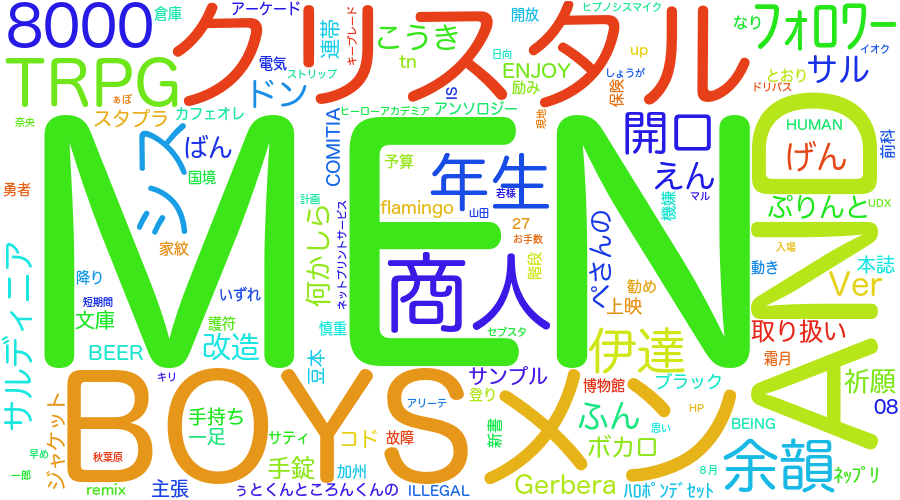 8000
倉庫
アーケード
クリスタル
キーブレード
連帯
こうき
tn
日向
開放
ヒプノシスマイク
up
なり
フォロワー
イオク
サル
TRPG
ぁぽ
電気
ストリップ
ドン
IS
ENJOY
励み
しょうが
保険
とおり
ドリパス
スタプラ
カフェオレ
ヒーローアカデミア
アンソロジー
現地
開口
HUMAN
前科
奈央
シス
ばん
COMITIA
予算
年生
えん
げん
AND
国境
勇者
MEN
計画
flamingo
山田
若様
27
お手数
機嫌
マル
ぷりんと
UDX
家紋
何かしら
ネットプリントサービス
商人
階段
ぺさんの
入場
サルディニア
降り
短期間
いずれ
勧め
上映
動き
本誌
Ver
文庫
護符
改造
慎重
セブスタ
伊達
取り扱い
BEER
豆本
サンプル
博物館
ブラック
霜月
祈願
キリ
BOYS
メン
登り
アリーテ
HP
08
ジャケット
手持ち
一足
サティ
コド
故障
新書
ふん
ボカロ
思い
BEING
余韻
早め
秋葉原
一郎
手錠
加州
Gerbera
8月
ﾈｯﾌﾟﾘ
remix
主張
ぅとくんところんくんの
ILLEGAL
ﾊﾛﾎﾟﾝﾃﾞｾﾞｯﾄ